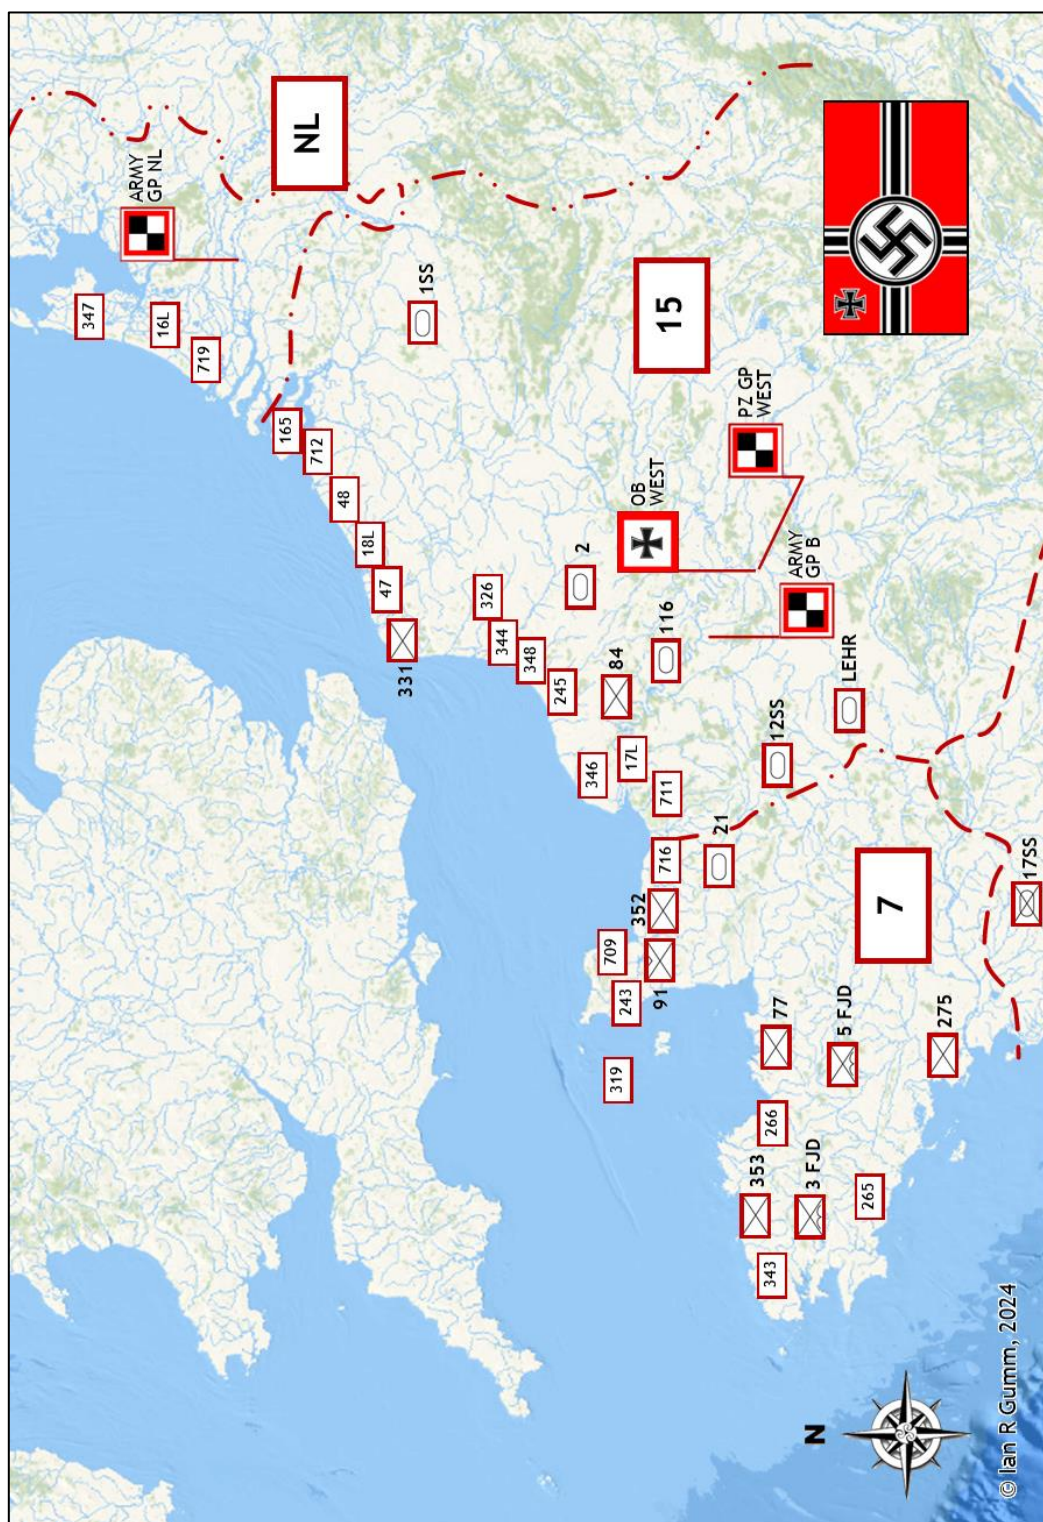 ARMY
GP NL
NL
347
16L
719
165
712
48
18L
47
331
1SS
15
326
344
348
245
2
OB
WEST
PZ GP
WEST
84
116
ARMY
GP B
346
17L
711
12SS
LEHR
716
21
352
709
91
243
319
7
17SS
77
5 FJD
275
266
353
3 FJD
265
343
N
© Ian R Gumm, 2024